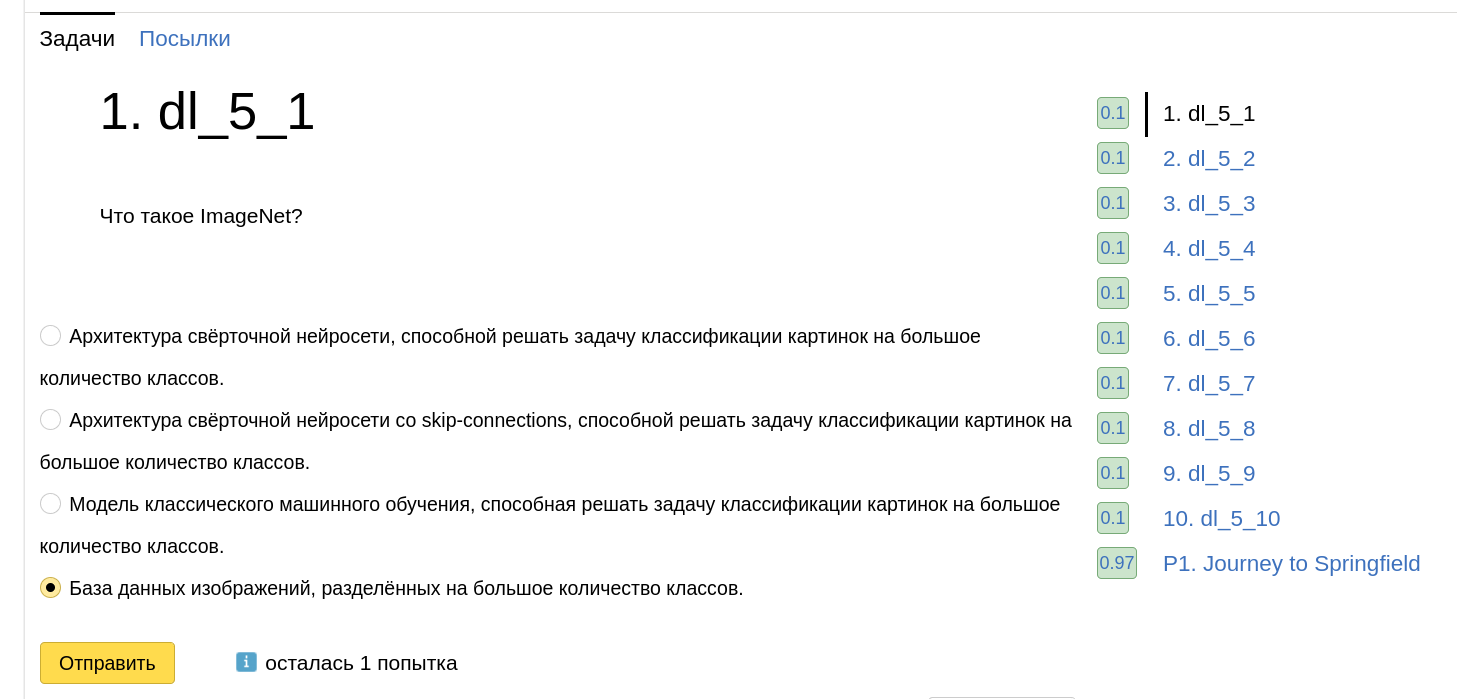 Задачи Посылки
1. dl_5_1
Что такое ImageNet?
Архитектура свёрточной нейросети, способной решать задачу классификации картинок на большое
количество классов.
Архитектура свёрточной нейросети со skip-connections, способной решать задачу классификации картинок на
большое количество классов.
Модель классического машинного обучения, способная решать задачу классификации картинок на большое
количество классов.
База данных изображений, разделённых на большое количество классов.
Отправить i осталась 1 попытка
0.1 1. dl_5_1
0.1 2. dl_5_2
0.1 3. dl_5_3
0.1 4. dl_5_4
0.1 5. dl_5_5
0.1 6. dl_5_6
0.1 7. dl_5_7
0.1 8. dl_5_8
0.1 9. dl_5_9
0.1 10. dl_5_10
0.97 P1. Journey to Springfield